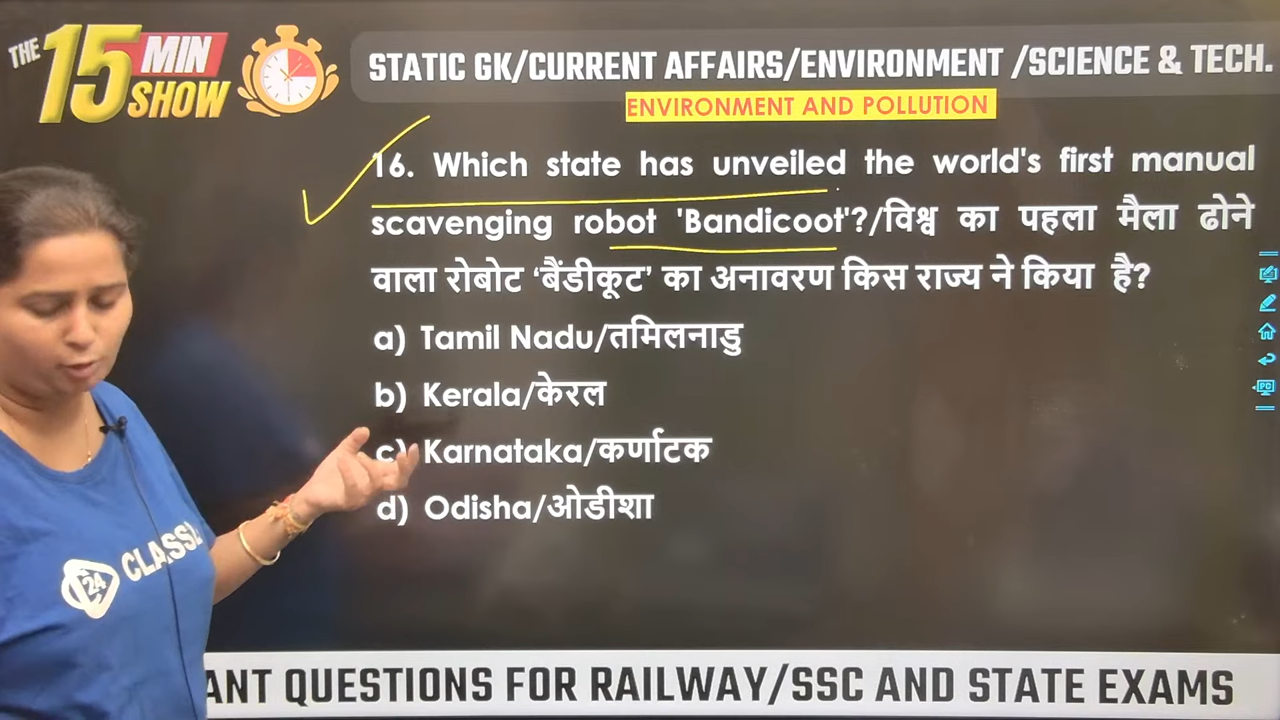 THE 15 MIN SHOW
STATIC GK/CURRENT AFFAIRS/ENVIRONMENT /SCIENCE & TECH.
ENVIRONMENT AND POLLUTION
16. Which state has unveiled the world's first manual
scavenging robot 'Bandicoot'?/विश्व का पहला मैला ढोने
वाला रोबोट ‘बैंडीकूट’ का अनावरण किस राज्य ने किया है?
a) Tamil Nadu/तमिलनाडु
b) Kerala/केरल
c) Karnataka/कर्णाटक
d) Odisha/ओडीशा
24
ANT QUESTIONS FOR RAILWAY/SSC AND STATE EXAMS